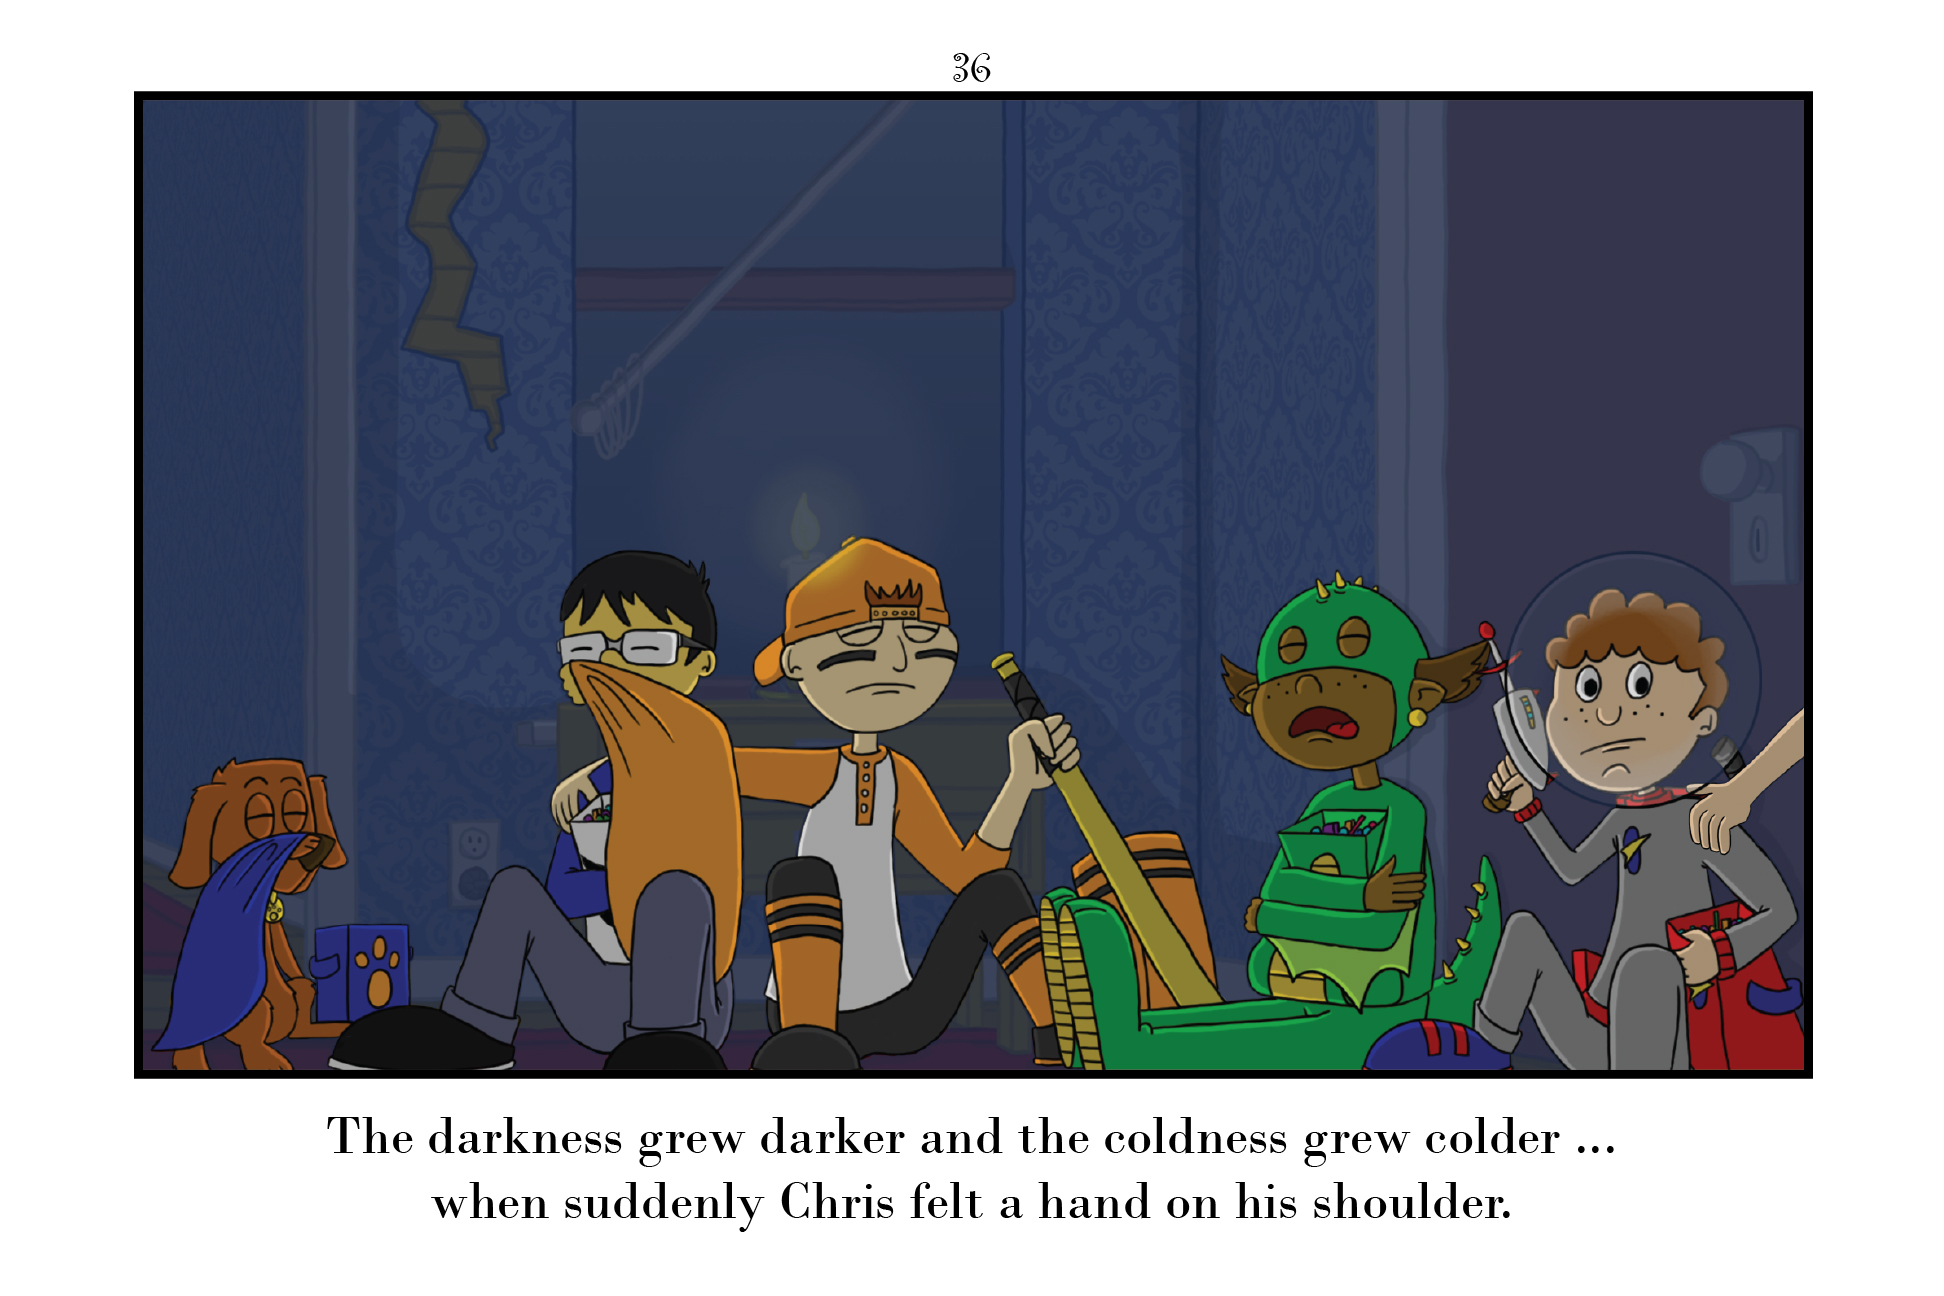 36
The darkness grew darker and the coldness grew colder ...
when suddenly Chris felt a hand on his shoulder.